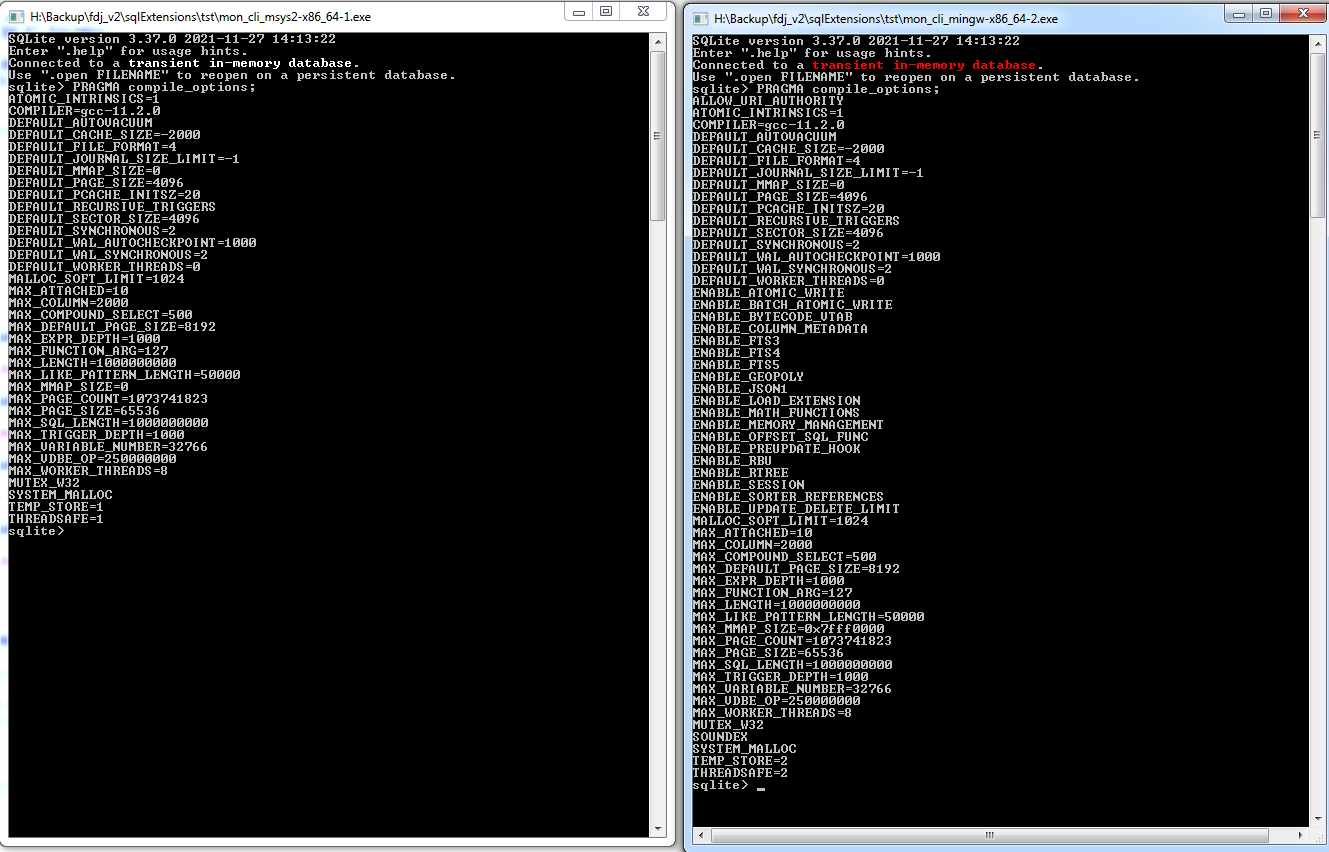 H:\Backup\fdj_v2\sqlExtensions\tst\mon_cli_msys2-x86_64-1.exe
SQLite version 3.37.0 2021-11-27 14:13:22
Enter ".help" for usage hints.
Connected to a transient in-memory database.
Use ".open FILENAME" to reopen on a persistent database.
sqlite> PRAGMA compile_options;
ATOMIC_INTRINSICS=1
COMPILER=gcc-11.2.0
DEFAULT_AUTOVACUUM
DEFAULT_CACHE_SIZE=-2000
DEFAULT_FILE_FORMAT=4
DEFAULT_JOURNAL_SIZE_LIMIT=-1
DEFAULT_MMAP_SIZE=0
DEFAULT_PAGE_SIZE=4096
DEFAULT_PCACHE_INITSZ=20
DEFAULT_RECURSIVE_TRIGGERS
DEFAULT_SECTOR_SIZE=4096
DEFAULT_SYNCHRONOUS=2
DEFAULT_WAL_AUTOCHECKPOINT=1000
DEFAULT_WAL_SYNCHRONOUS=2
DEFAULT_WORKER_THREADS=0
MALLOC_SOFT_LIMIT=1024
MAX_ATTACHED=10
MAX_COLUMN=2000
MAX_COMPOUND_SELECT=500
MAX_DEFAULT_PAGE_SIZE=8192
MAX_EXPR_DEPTH=1000
MAX_FUNCTION_ARG=127
MAX_LENGTH=1000000000
MAX_LIKE_PATTERN_LENGTH=50000
MAX_MMAP_SIZE=0
MAX_PAGE_COUNT=1073741823
MAX_PAGE_SIZE=65536
MAX_SQL_LENGTH=1000000000
MAX_TRIGGER_DEPTH=1000
MAX_VARIABLE_NUMBER=32766
MAX_VDBE_OP=250000000
MAX_WORKER_THREADS=8
MUTEX_W32
SYSTEM_MALLOC
TEMP_STORE=1
THREADSAFE=1
sqlite>
H:\Backup\fdj_v2\sqlExtensions\tst\mon_cli_mingw-x86_64-2.exe
SQLite version 3.37.0 2021-11-27 14:13:22
Enter ".help" for usage hints.
Connected to a transient in-memory database.
Use ".open FILENAME" to reopen on a persistent database.
sqlite> PRAGMA compile_options;
ALLOW_URI_AUTHORITY
ATOMIC_INTRINSICS=1
COMPILER=gcc-11.2.0
DEFAULT_AUTOVACUUM
DEFAULT_CACHE_SIZE=-2000
DEFAULT_FILE_FORMAT=4
DEFAULT_JOURNAL_SIZE_LIMIT=-1
DEFAULT_MMAP_SIZE=0
DEFAULT_PAGE_SIZE=4096
DEFAULT_PCACHE_INITSZ=20
DEFAULT_RECURSIVE_TRIGGERS
DEFAULT_SECTOR_SIZE=4096
DEFAULT_SYNCHRONOUS=2
DEFAULT_WAL_AUTOCHECKPOINT=1000
DEFAULT_WAL_SYNCHRONOUS=2
DEFAULT_WORKER_THREADS=0
ENABLE_ATOMIC_WRITE
ENABLE_BATCH_ATOMIC_WRITE
ENABLE_BYTECODE_VTAB
ENABLE_COLUMN_METADATA
ENABLE_FTS3
ENABLE_FTS4
ENABLE_FTS5
ENABLE_GEOPOLY
ENABLE_JSON1
ENABLE_LOAD_EXTENSION
ENABLE_MATH_FUNCTIONS
ENABLE_MEMORY_MANAGEMENT
ENABLE_OFFSET_SQL_FUNC
ENABLE_PREUPDATE_HOOK
ENABLE_RBU
ENABLE_RTREE
ENABLE_SESSION
ENABLE_SORTER_REFERENCES
ENABLE_UPDATE_DELETE_LIMIT
MALLOC_SOFT_LIMIT=1024
MAX_ATTACHED=10
MAX_COLUMN=2000
MAX_COMPOUND_SELECT=500
MAX_DEFAULT_PAGE_SIZE=8192
MAX_EXPR_DEPTH=1000
MAX_FUNCTION_ARG=127
MAX_LENGTH=1000000000
MAX_LIKE_PATTERN_LENGTH=50000
MAX_MMAP_SIZE=0x7fff0000
MAX_PAGE_COUNT=1073741823
MAX_PAGE_SIZE=65536
MAX_SQL_LENGTH=1000000000
MAX_TRIGGER_DEPTH=1000
MAX_VARIABLE_NUMBER=32766
MAX_VDBE_OP=250000000
MAX_WORKER_THREADS=8
MUTEX_W32
SOUNDEX
SYSTEM_MALLOC
TEMP_STORE=2
THREADSAFE=2
sqlite> _